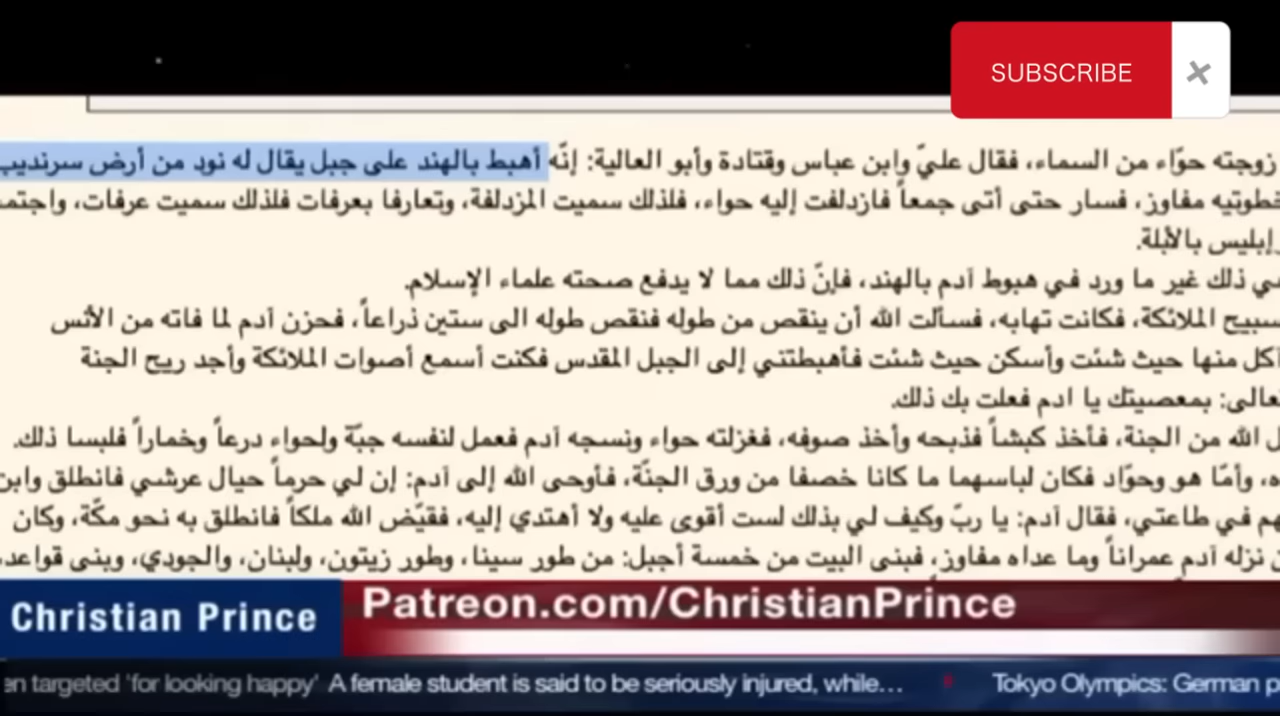 SUBSCRIBE
زوجته حوّاء من السماء، فقال عليّ وابن عباس وقتادة وأبو العالية: إنّه أهبط بالهند على جبل يقال له نود من أرض سرنديب
خطوتيه مفاوز، فسار حتى أتى جمعاً فازدلفت إليه حواء، فلذلك سميت المزدلفة، وتعارفا بعرفات فلذلك سميت عرفات،
إبليس بالأبلة.
ذلك غير ما ورد في هبوط آدم بالهند، فإنّ ذلك مما لا يدفع صحته علماء الإسلام.
الملائكة، فكانت تهابه، فسألت الله أن ينقص من طوله فنقص طوله الى ستين ذراعاً، فحزن آدم لما فاته من الأنس
آكل منها حيث شئت وأسكن حيث شئت فأهبطتني إلى الجبل المقدس فكنت أسمع أصوات الملائكة وأجد ريح الجنة
بمعصيتك يا آدم فعلت بك ذلك.
الله من الجنة، فأخذ كبشاً فذبحه وأخذ صوفه، فغزلته حواء ونسجه آدم فعمل لنفسه جبّة ولحواء درعاً وخماراً فلبسا ذلك.
وأمّا هو وحوّاد فكان لباسهما ما كانا خصفا من ورق الجنّة، فأوحى الله إلى آدم: إن لي حرماً حيال عرشي فانطلق وابن
في طاعتي، فقال آدم: يا ربّ وكيف لي بذلك لست أقوى عليه ولا أهتدي إليه، فقيّض الله ملكاً فانطلق به نحو مكّة، وكان
نزله آدم عمراناً وما عداه مفاوز، فبنى البيت من خمسة أجبل: من طور سينا، وطور زيتون، ولبنان، والجودي، وبنى قواعده
Christian Prince
Patreon.com/ChristianPrince
targeted 'for looking happy' A female student is said to be seriously injured, while… Tokyo Olympics: German